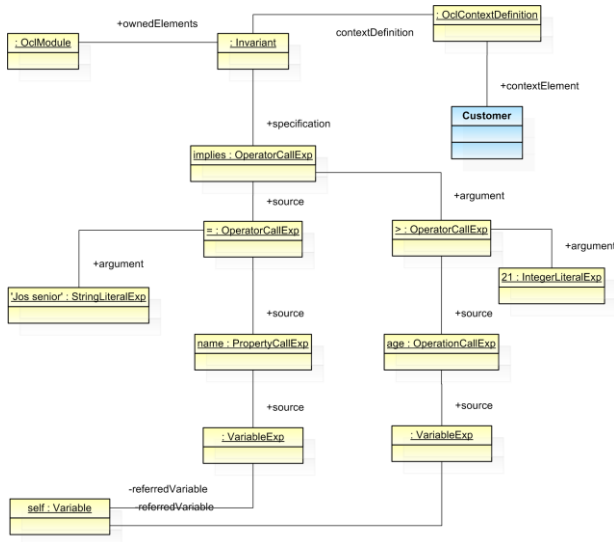 : OclContextDefinition
+ownedElements
: OclModule
: Invariant
contextDefinition
+contextElement
Customer
+specification
implies : OperatorCallExp
+source
+argument
= : OperatorCallExp
> : OperatorCallExp
+argument
+argument
'Jos senior' : StringLiteralExp
21 : IntegerLiteralExp
+source
+source
name : PropertyCallExp
age : OperationCallExp
+source
+source
: VariableExp
: VariableExp
-referredVariable
self : Variable
-referredVariable